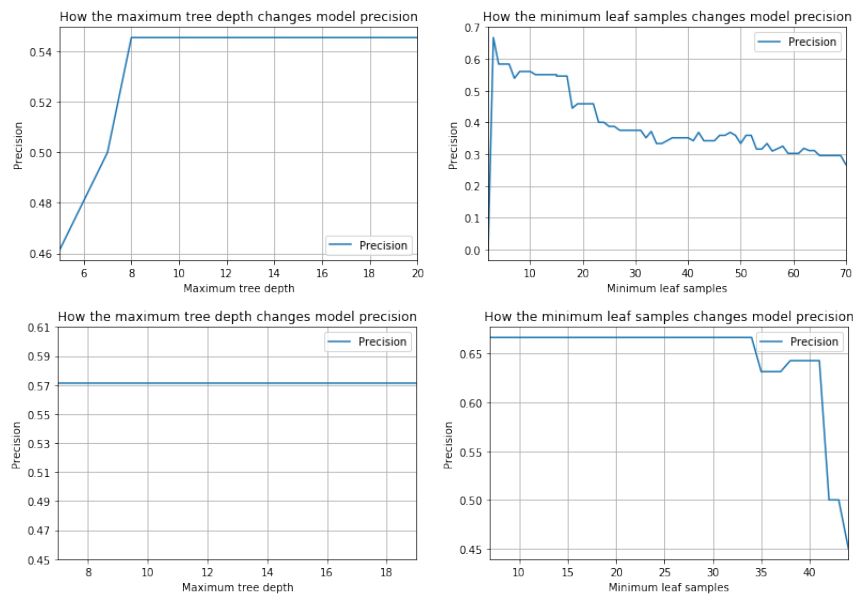 How the maximum tree depth changes model precision
Precision
0.54
0.52
0.50
0.48
0.46
Precision
6 8 10 12 14 16 18 20
Maximum tree depth
How the minimum leaf samples changes model precision
Precision
0.7
0.6
0.5
0.4
0.3
0.2
0.1
0.0
Precision
10 20 30 40 50 60 70
Minimum leaf samples
How the maximum tree depth changes model precision
Precision
0.61
0.59
0.57
0.55
0.53
0.51
0.49
0.47
0.45
Precision
8 10 12 14 16 18
Maximum tree depth
How the minimum leaf samples changes model precision
Precision
0.65
0.60
0.55
0.50
0.45
Precision
10 15 20 25 30 35 40
Minimum leaf samples